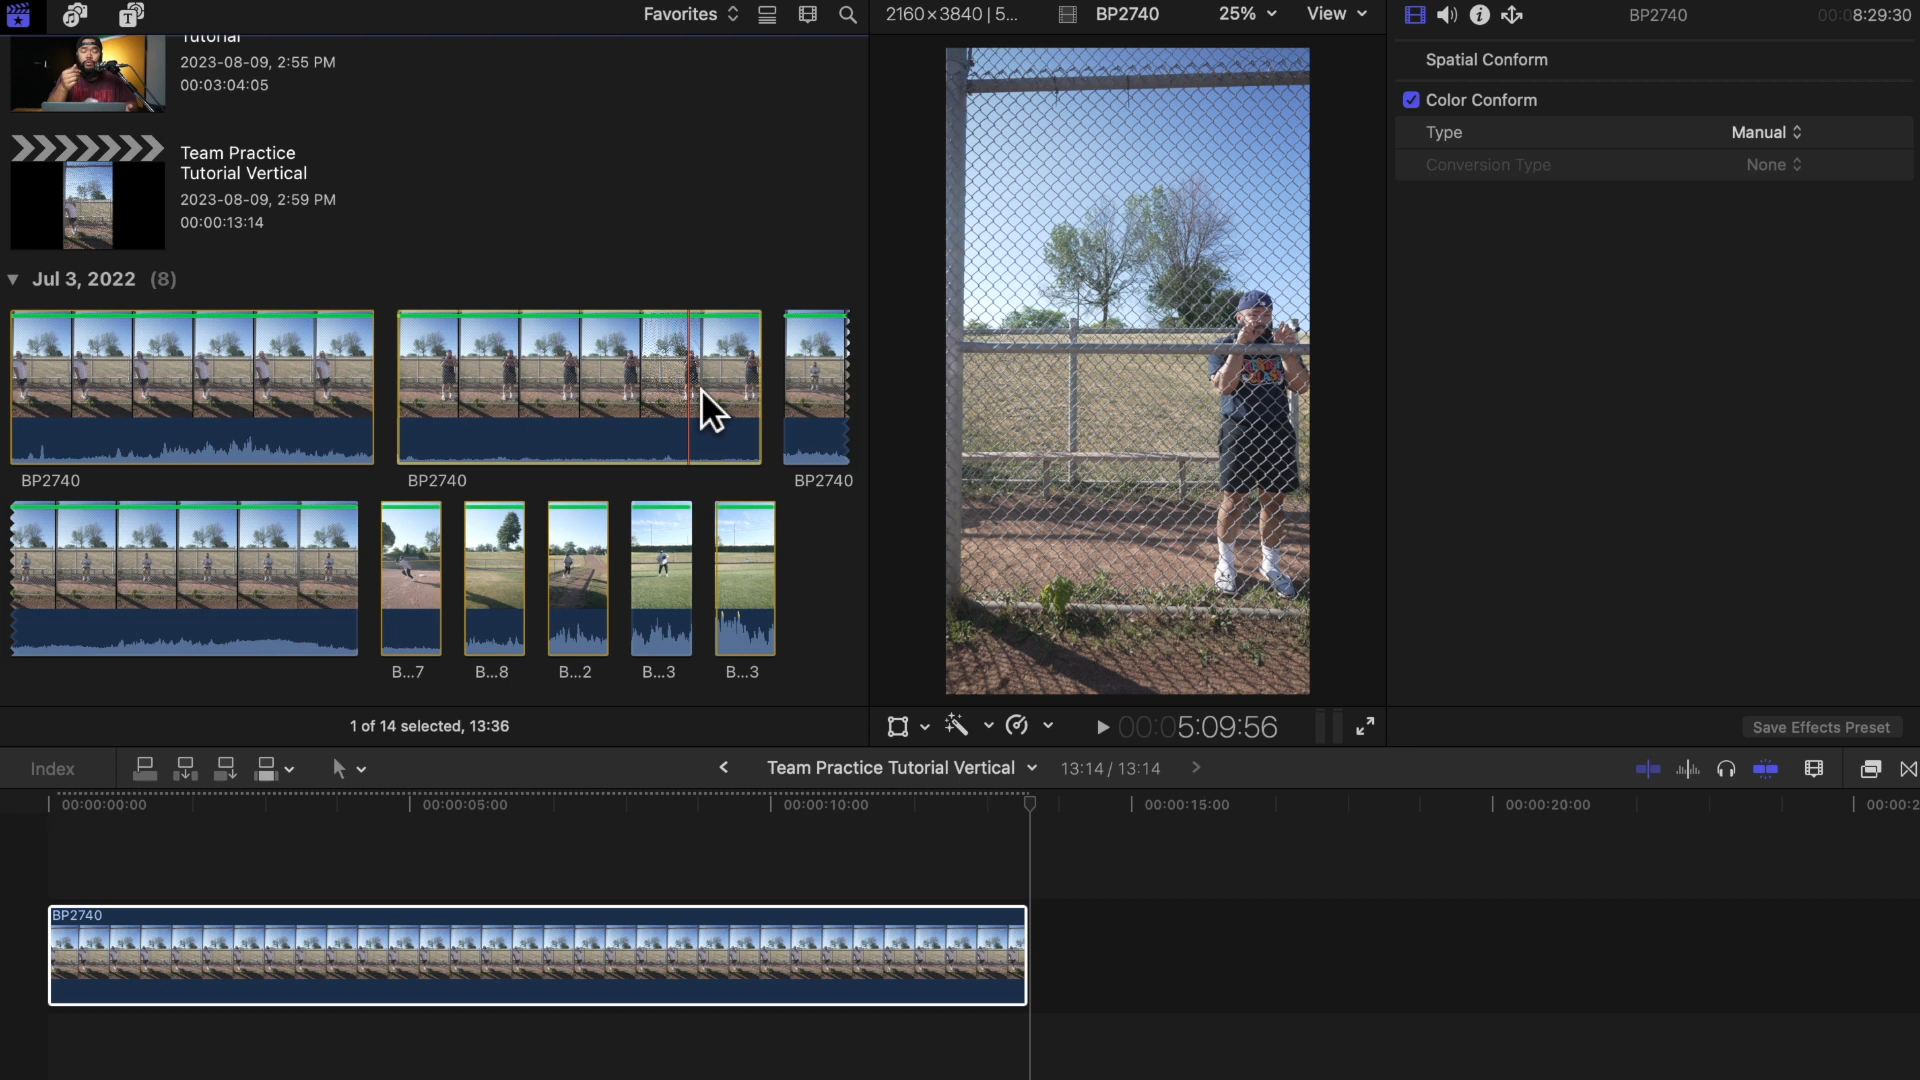 Favorites
2160×3840 | 5...
BP2740
25%
View
BP2740
00:08:29:30
Tutorial
2023-08-09, 2:55 PM
00:03:04:05
Team Practice
Tutorial Vertical
2023-08-09, 2:59 PM
00:00:13:14
Spatial Conform
Color Conform
Type
Manual
Conversion Type
None
Jul 3, 2022 (8)
BP2740
BP2740
BP2740
B...7
B...8
B...2
B...3
B...3
1 of 14 selected, 13:36
00:05:09:56
Save Effects Preset
Index
Team Practice Tutorial Vertical
13:14 / 13:14
00:00:00:00
00:00:05:00
00:00:10:00
00:00:15:00
00:00:20:00
00:00:2
BP2740